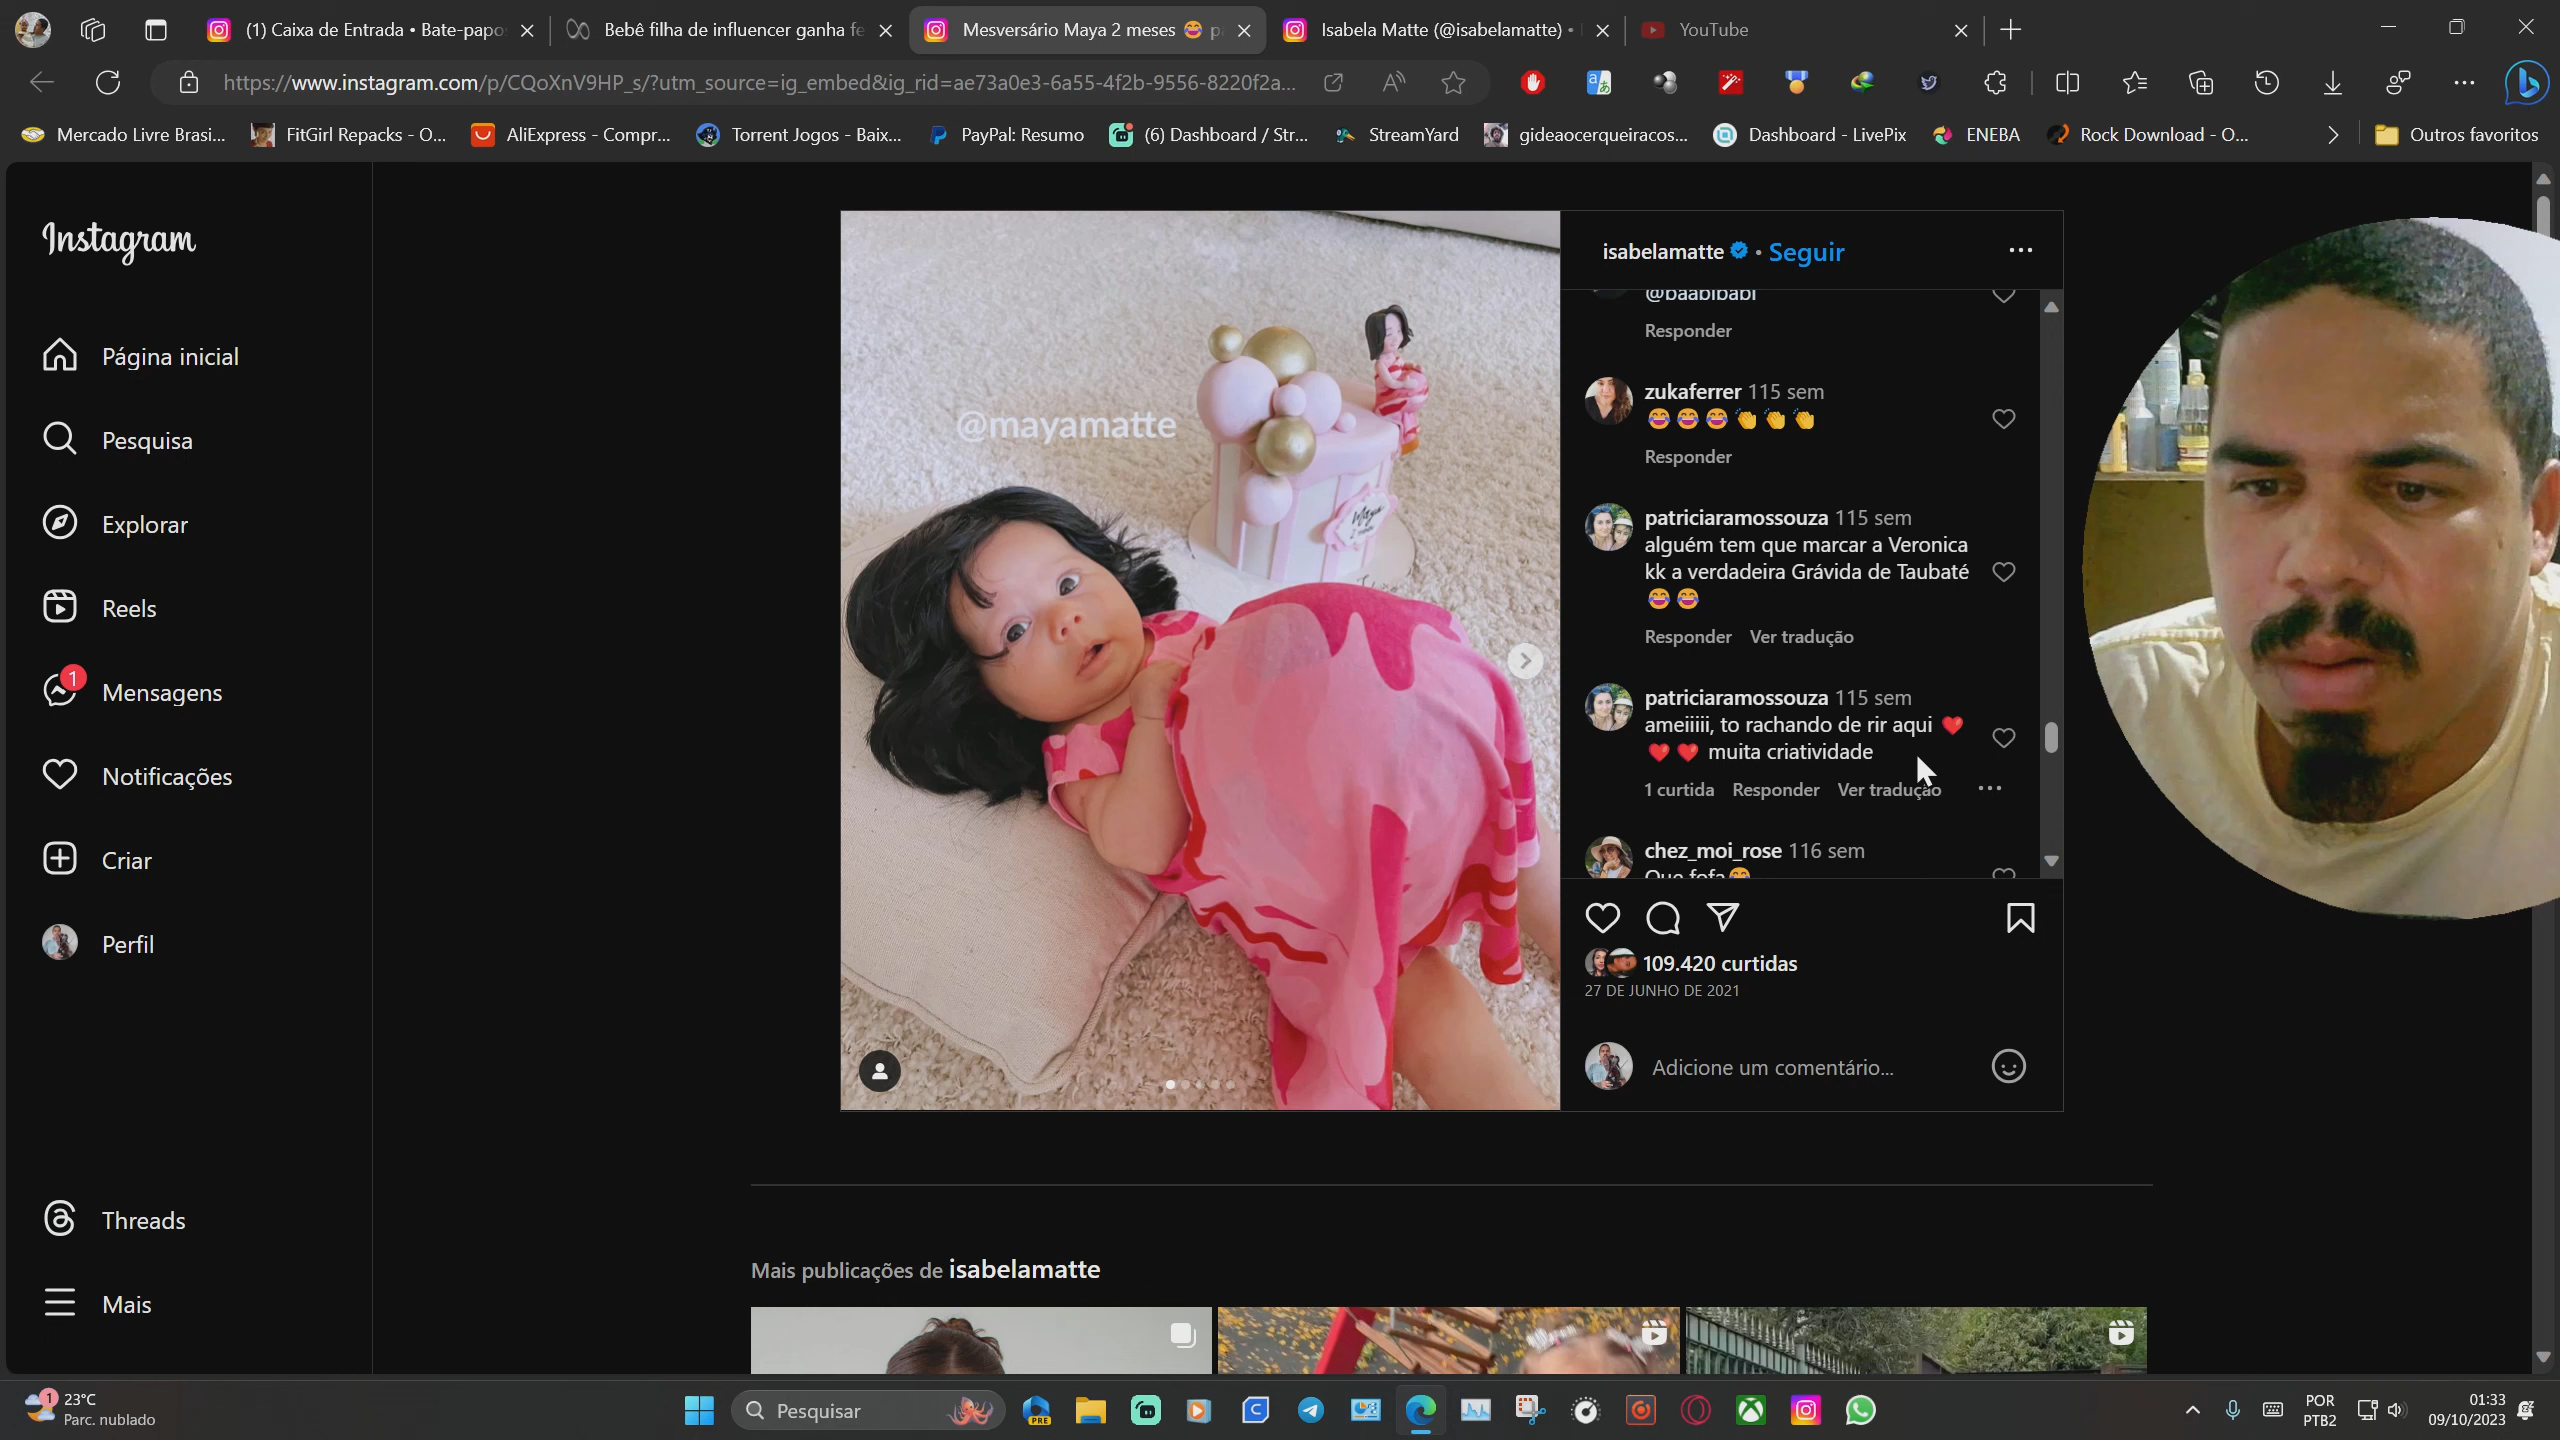 (1) Caixa de Entrada • Bate-papo
Bebê filha de influencer ganha fe
Mesversário Maya 2 meses 😂 p
Isabela Matte (@isabelamatte) •
YouTube
https://www.instagram.com/p/CQoXnV9HP_s/?utm_source=ig_embed&ig_rid=ae73a0e3-6a55-4f2b-9556-8220f2a...
Mercado Livre Brasi...
FitGirl Repacks - O...
AliExpress - Compr...
Torrent Jogos - Baix...
PayPal: Resumo
(6) Dashboard / Str...
StreamYard
gideaocerqueiracos...
Dashboard - LivePix
ENEBA
Rock Download - O...
Outros favoritos
Instagram
Página inicial
Pesquisa
Explorar
Reels
1
Mensagens
Notificações
Criar
Perfil
Threads
Mais
@mayamatte
Maya
isabelamatte • Seguir
@baabibabi
Responder
zukaferrer 115 sem
😂😂😂👏👏👏
Responder
patriciaramossouza 115 sem
alguém tem que marcar a Veronica
kk a verdadeira Grávida de Taubaté
😂😂
Responder Ver tradução
patriciaramossouza 115 sem
ameiiiii, to rachando de rir aqui ❤️
❤️❤️ muita criatividade
1 curtida Responder Ver tradução
chez_moi_rose 116 sem
Que fofa😂
109.420 curtidas
27 DE JUNHO DE 2021
Adicione um comentário...
Mais publicações de isabelamatte
1
23°C
Parc. nublado
Pesquisar
PRE
POR
PTB2
01:33
09/10/2023